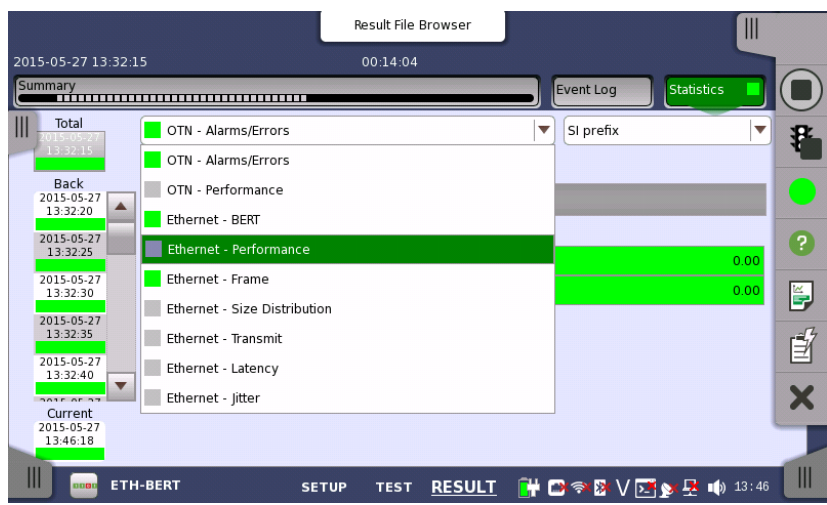 Result File Browser
2015-05-27 13:32:15
00:14:04
Summary
Event Log
Statistics
Total
2015-05-27
13:32:15
OTN - Alarms/Errors
SI prefix
OTN - Alarms/Errors
OTN - Performance
Ethernet - BERT
Ethernet - Performance
Ethernet - Frame
Ethernet - Size Distribution
Ethernet - Transmit
Ethernet - Latency
Ethernet - Jitter
0.00
0.00
Back
2015-05-27
13:32:20
2015-05-27
13:32:25
2015-05-27
13:32:30
2015-05-27
13:32:35
2015-05-27
13:32:40
Current
2015-05-27
13:46:18
ETH-BERT
SETUP
TEST
RESULT
13:46